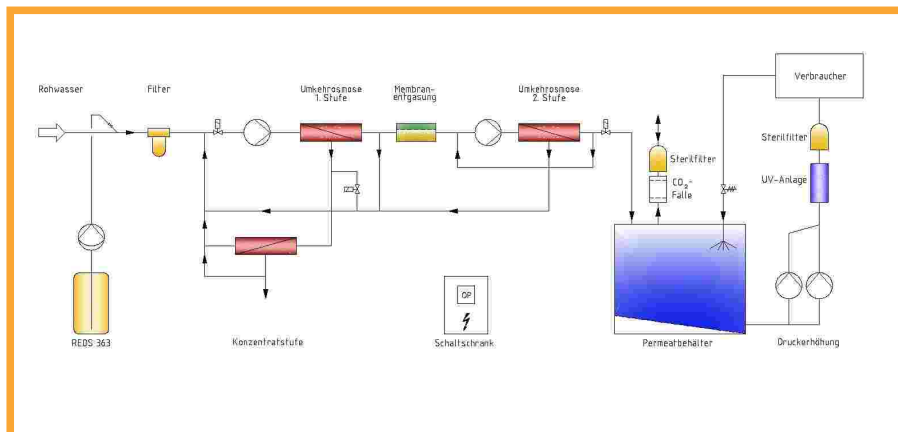 Rohwasser
Filter
Umkehrosmose
1. Stufe
Membran-
entgasung
Umkehrosmose
2. Stufe
Verbraucher
Sterilfilter
CO₂-
Falle
Sterilfilter
UV-Anlage
OP
REDS 363
Konzentratstufe
Schaltschrank
Permeatbehälter
Druckerhöhung